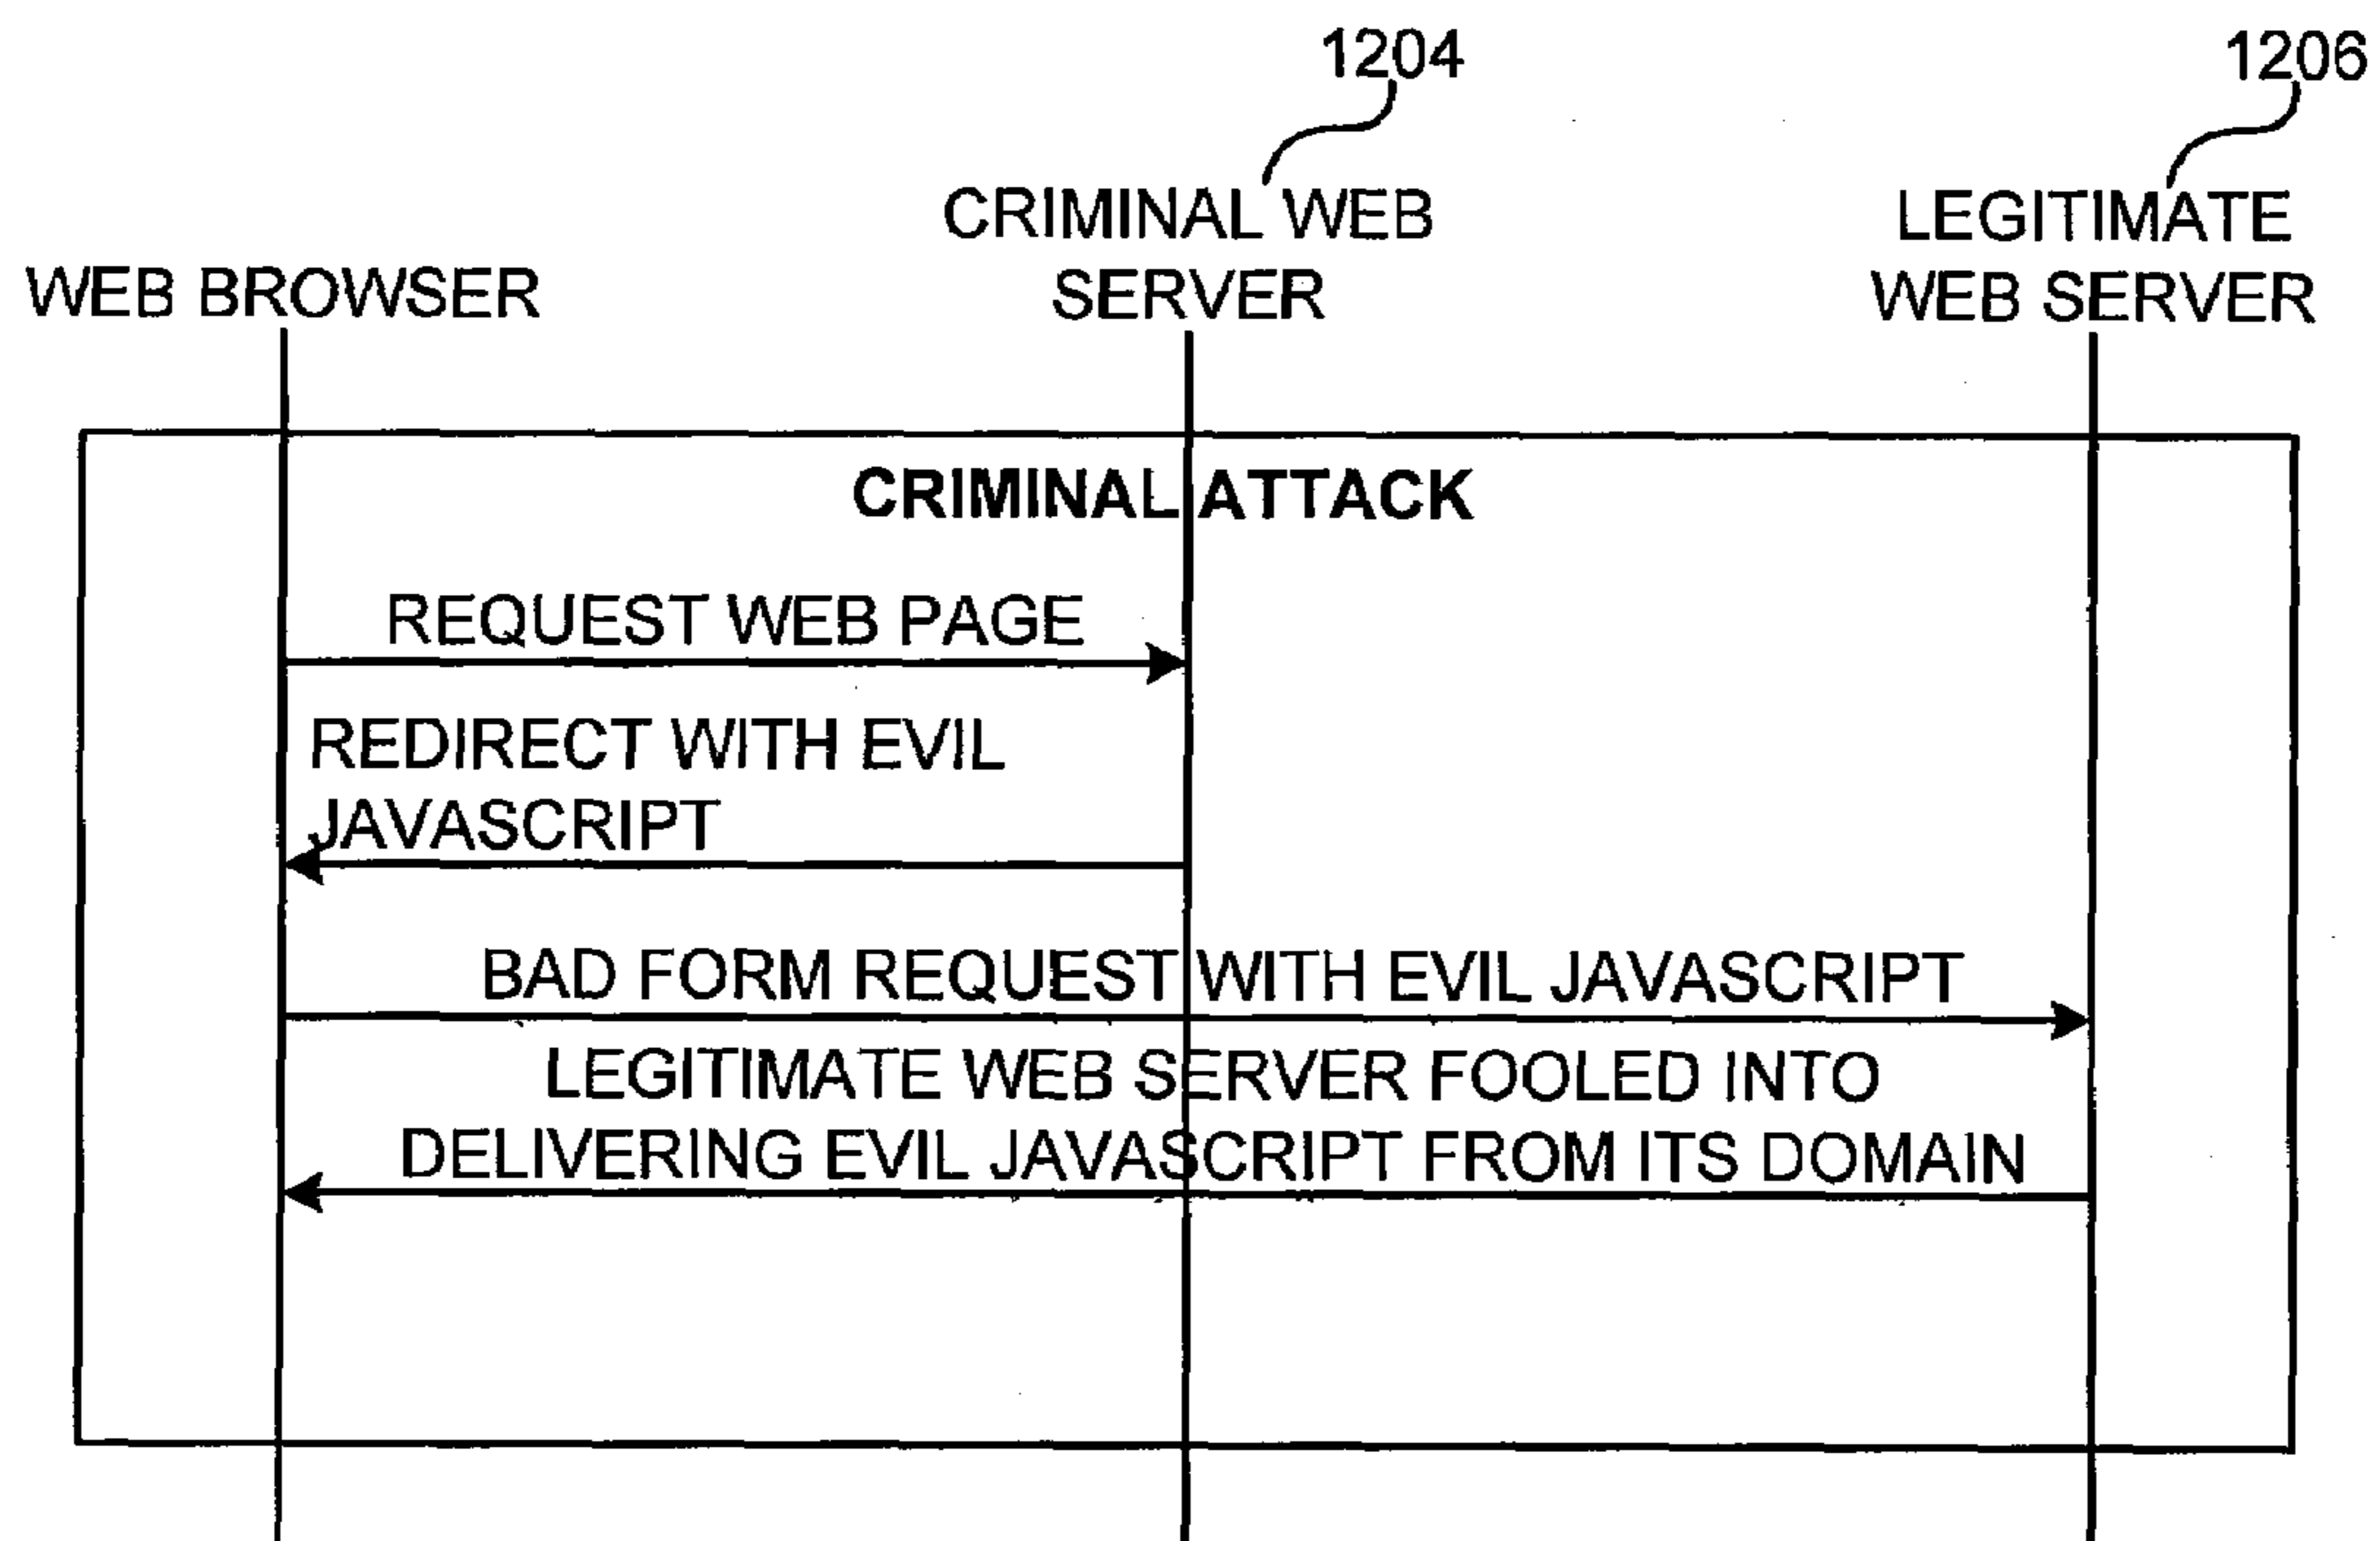 1204
1206
CRIMINAL WEB
SERVER
LEGITIMATE
WEB SERVER
WEB BROWSER
CRIMINAL ATTACK
REQUEST WEB PAGE
REDIRECT WITH EVIL
JAVASCRIPT
BAD FORM REQUEST WITH EVIL JAVASCRIPT
LEGITIMATE WEB SERVER FOOLED INTO
DELIVERING EVIL JAVASCRIPT FROM ITS DOMAIN